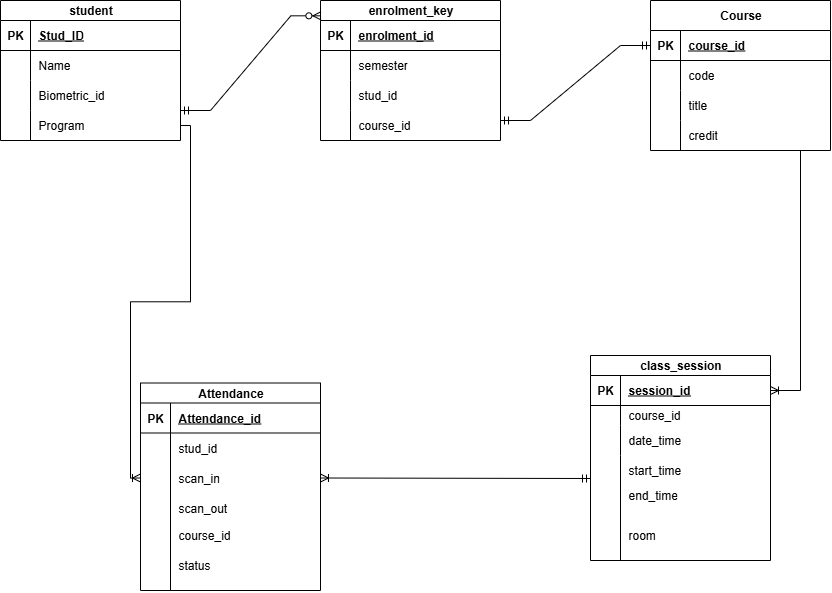 student
PK Stud_ID
Name
Biometric_id
Program
enrolment_key
PK enrolment_id
semester
stud_id
course_id
Course
PK course_id
code
title
credit
Attendance
PK Attendance_id
stud_id
scan_in
scan_out
course_id
status
class_session
PK session_id
course_id
date_time
start_time
end_time
room